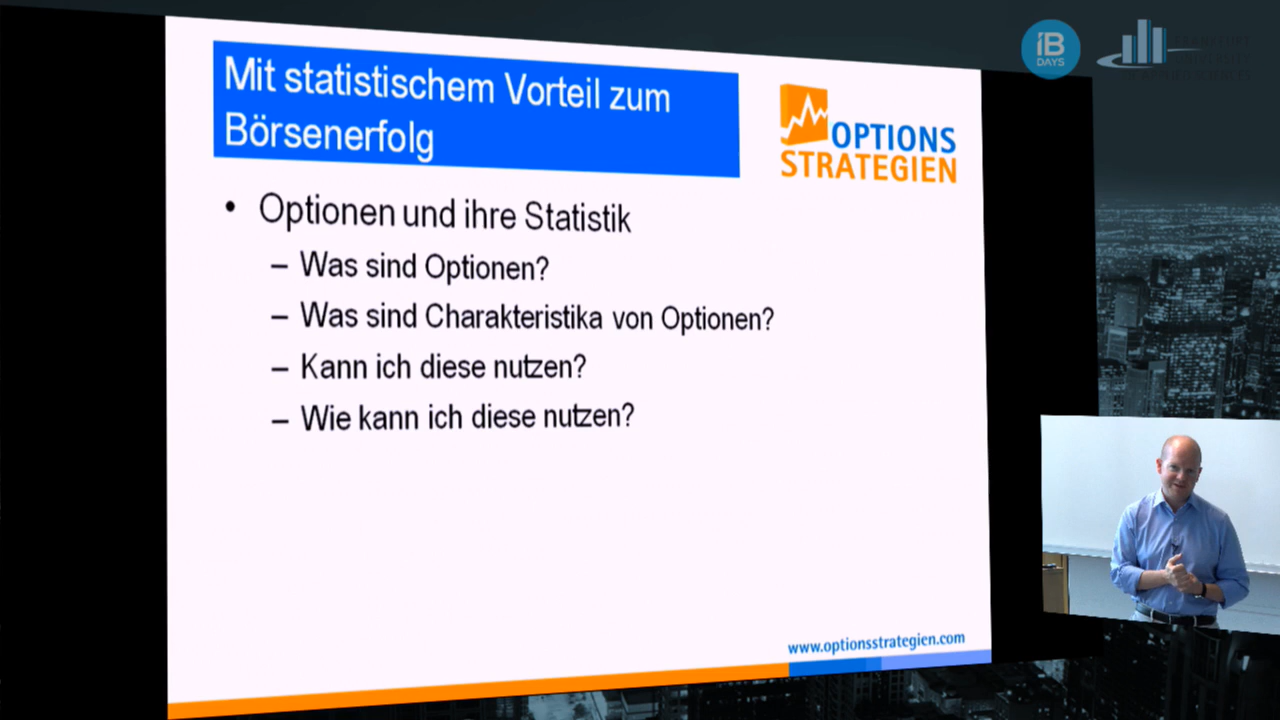 Mit statistischem Vorteil zum
Börsenerfolg
OPTIONS
STRATEGIEN
• Optionen und ihre Statistik
– Was sind Optionen?
– Was sind Charakteristika von Optionen?
– Kann ich diese nutzen?
– Wie kann ich diese nutzen?
www.optionsstrategien.com
iB
DAYS